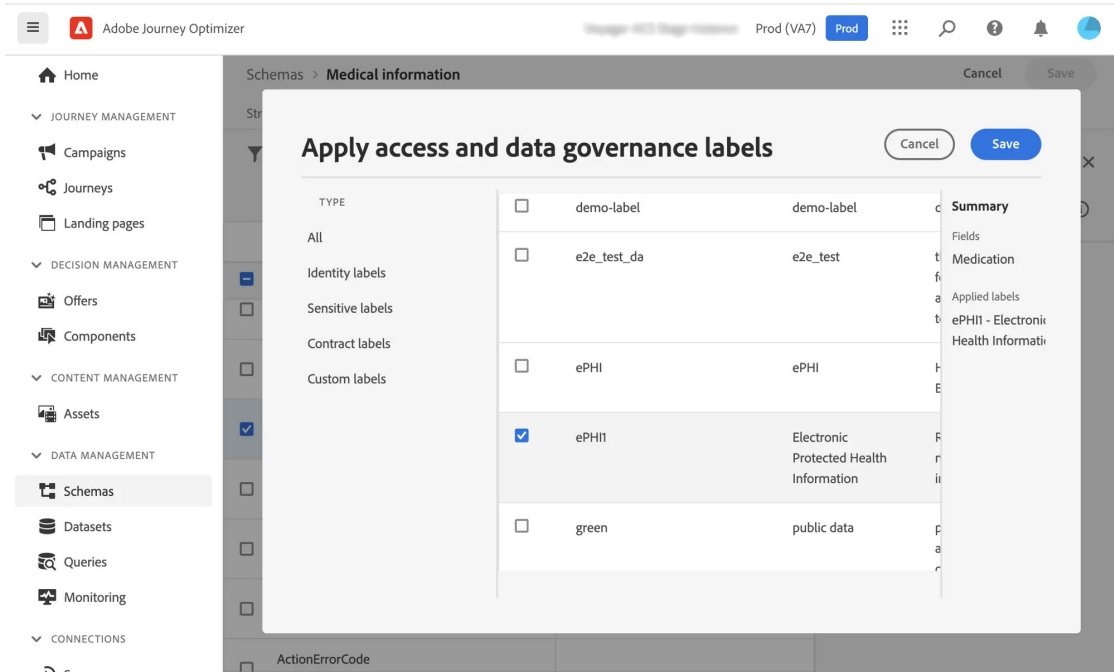 Adobe Journey Optimizer
Prod (VA7)
Prod
Home
JOURNEY MANAGEMENT
Campaigns
Journeys
Landing pages
DECISION MANAGEMENT
Offers
Components
CONTENT MANAGEMENT
Assets
DATA MANAGEMENT
Schemas
Datasets
Queries
Monitoring
CONNECTIONS
Schemas > Medical information
Cancel
Save
Str
Apply access and data governance labels
Cancel
Save
TYPE
All
Identity labels
Sensitive labels
Contract labels
Custom labels
demo-label
demo-label
e2e_test_da
e2e_test
ePHI
ePHI
ePHI1
Electronic
Protected Health
Information
green
public data
Summary
Fields
Medication
Applied labels
ePHI1 - Electronic
Health Informati
ActionErrorCode